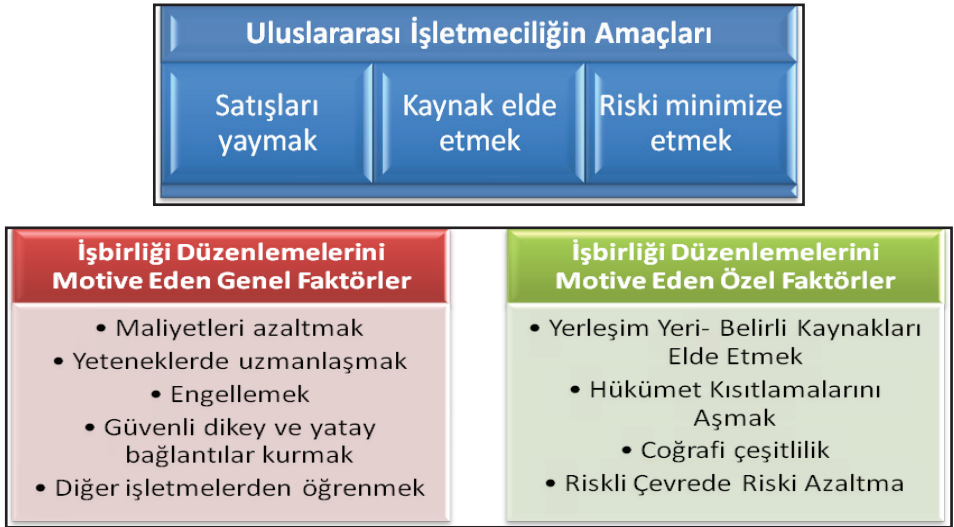 Uluslararası İşletmeciliğin Amaçları
Satışları
yaymak
Kaynak elde
etmek
Riski minimize
etmek
İşbirliği Düzenlemelerini
Motive Eden Genel Faktörler
• Maliyetleri azaltmak
• Yeteneklerde uzmanlaşmak
• Engellemek
• Güvenli dikey ve yatay
bağlantılar kurmak
• Diğer işletmelerden öğrenmek
İşbirliği Düzenlemelerini
Motive Eden Özel Faktörler
• Yerleşim Yeri- Belirli Kaynakları
Elde Etmek
• Hükümet Kısıtlamalarını
Aşmak
• Coğrafi çeşitlilik
• Riskli Çevrede Riski Azaltma